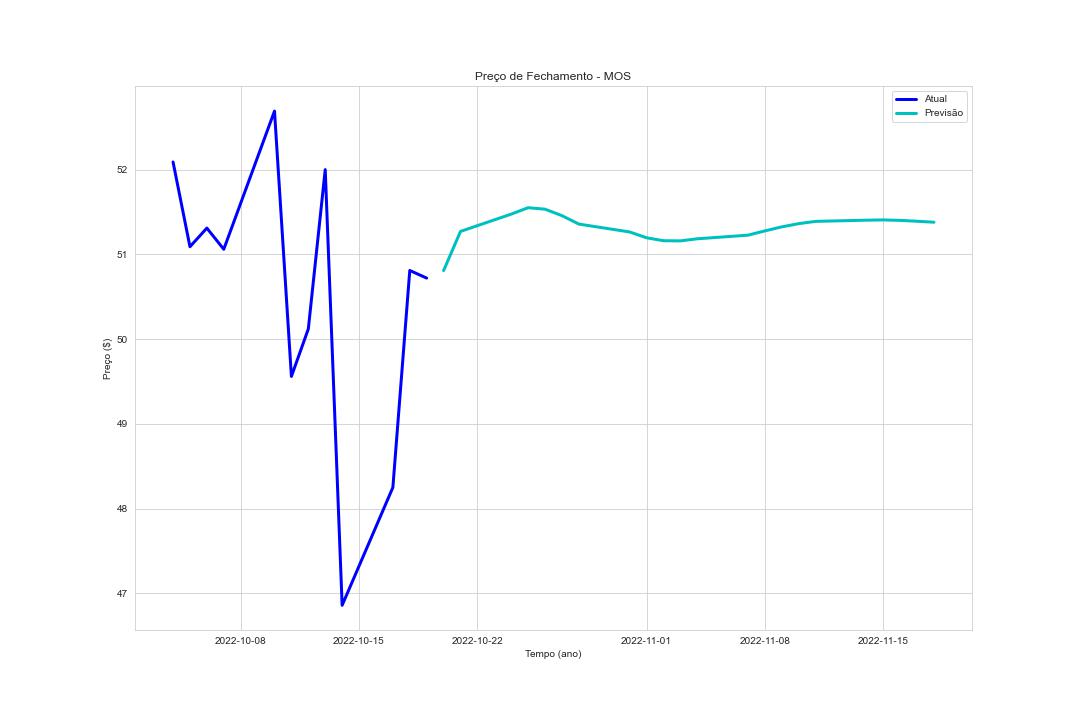 Preço de Fechamento - MOS
Atual
Previsão
52
51
50
49
48
47
Preço ($)
2022-10-08
2022-10-15
2022-10-22
2022-11-01
2022-11-08
2022-11-15
Tempo (ano)